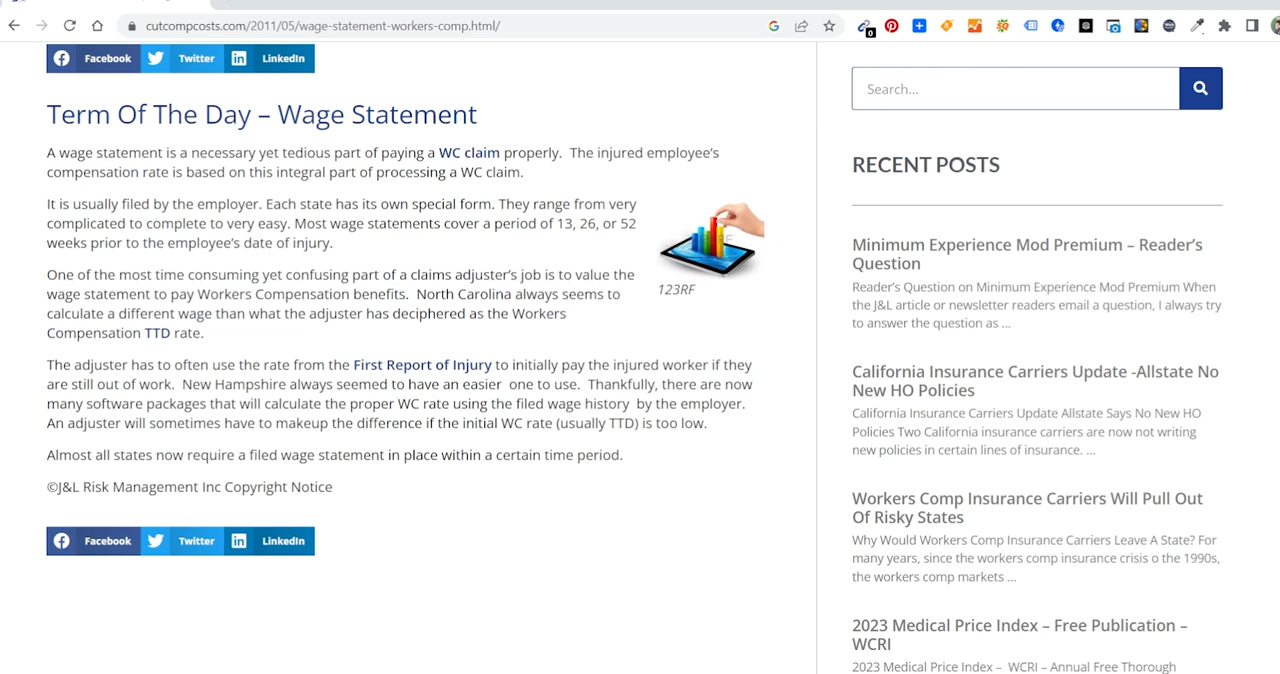 cutcompcosts.com/2011/05/wage-statement-workers-comp.html/
0
Facebook
Twitter
LinkedIn
Term Of The Day – Wage Statement
A wage statement is a necessary yet tedious part of paying a WC claim properly.  The injured employee's
compensation rate is based on this integral part of processing a WC claim.
It is usually filed by the employer. Each state has its own special form. They range from very
complicated to complete to very easy. Most wage statements cover a period of 13, 26, or 52
weeks prior to the employee's date of injury.
123RF
One of the most time consuming yet confusing part of a claims adjuster's job is to value the
wage statement to pay Workers Compensation benefits.  North Carolina always seems to
calculate a different wage than what the adjuster has deciphered as the Workers
Compensation TTD rate.
The adjuster has to often use the rate from the First Report of Injury to initially pay the injured worker if they
are still out of work.  New Hampshire always seemed to have an easier  one to use.  Thankfully, there are now
many software packages that will calculate the proper WC rate using the filed wage history  by the employer.
An adjuster will sometimes have to makeup the difference if the initial WC rate (usually TTD) is too low.
Almost all states now require a filed wage statement in place within a certain time period.
©J&L Risk Management Inc Copyright Notice
Facebook
Twitter
LinkedIn
Search...
RECENT POSTS
Minimum Experience Mod Premium – Reader's
Question
Reader's Question on Minimum Experience Mod Premium When
the J&L article or newsletter readers email a question, I always try
to answer the question as ...
California Insurance Carriers Update -Allstate No
New HO Policies
California Insurance Carriers Update Allstate Says No New HO
Policies Two California insurance carriers are now not writing
new policies in certain lines of insurance. ...
Workers Comp Insurance Carriers Will Pull Out
Of Risky States
Why Would Workers Comp Insurance Carriers Leave A State? For
many years, since the workers comp insurance crisis o the 1990s,
the workers comp markets ...
2023 Medical Price Index – Free Publication –
WCRI
2023 Medical Price Index –  WCRI – Annual Free Thorough